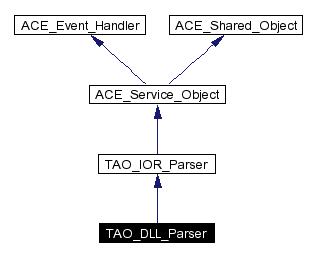 ACE_Event_Handler
ACE_Shared_Object
ACE_Service_Object
TAO_IOR_Parser
TAO_DLL_Parser